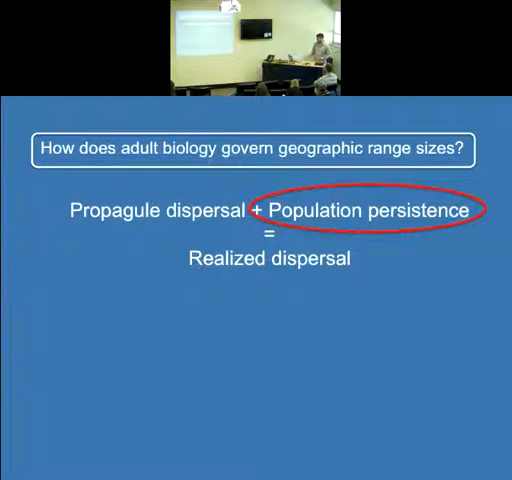 How does adult biology govern geographic range sizes?
Propagule dispersal + Population persistence
=
Realized dispersal